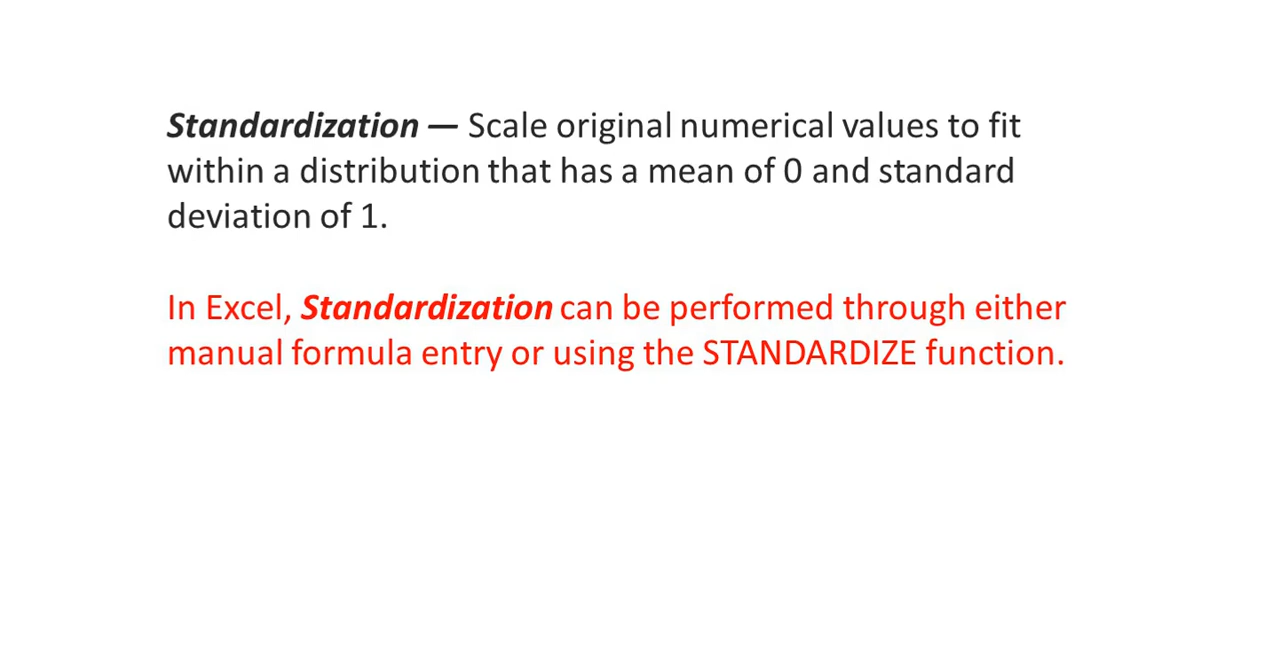 Standardization — Scale original numerical values to fit
within a distribution that has a mean of 0 and standard
deviation of 1.
In Excel, Standardization can be performed through either
manual formula entry or using the STANDARDIZE function.